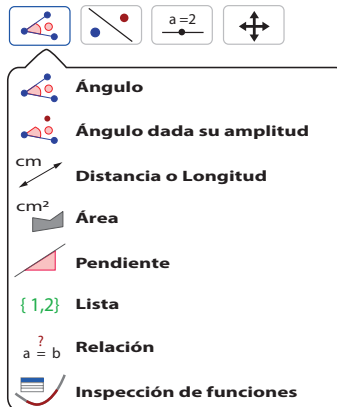 a=2
Ángulo
Ángulo dada su amplitud
cm
Distancia o Longitud
cm²
Área
Pendiente
{ 1,2} Lista
?
a = b Relación
Inspección de funciones